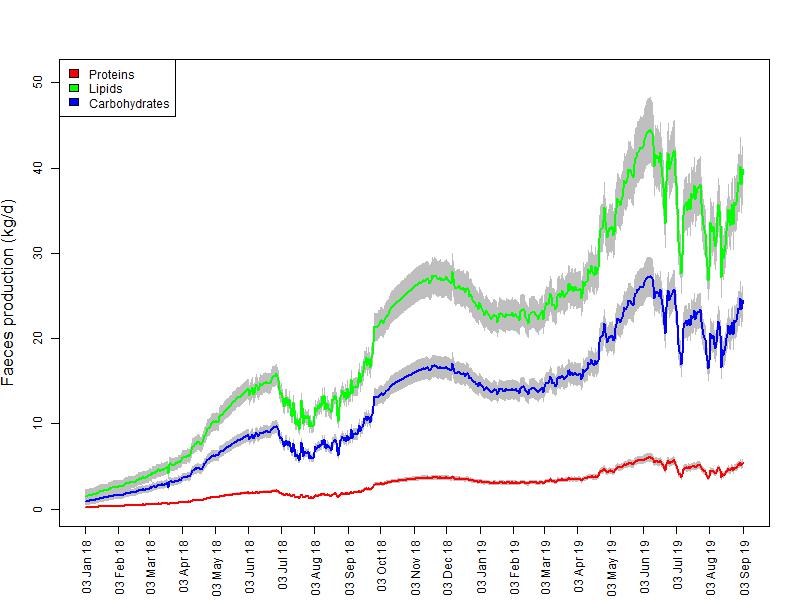 Proteins
Lipids
Carbohydrates
Faeces production (kg/d)
50
40
30
20
10
0
03 Jan 18
03 Feb 18
03 Mar 18
03 Apr 18
03 May 18
03 Jun 18
03 Jul 18
03 Aug 18
03 Sep 18
03 Oct 18
03 Nov 18
03 Dec 18
03 Jan 19
03 Feb 19
03 Mar 19
03 Apr 19
03 May 19
03 Jun 19
03 Jul 19
03 Aug 19
03 Sep 19